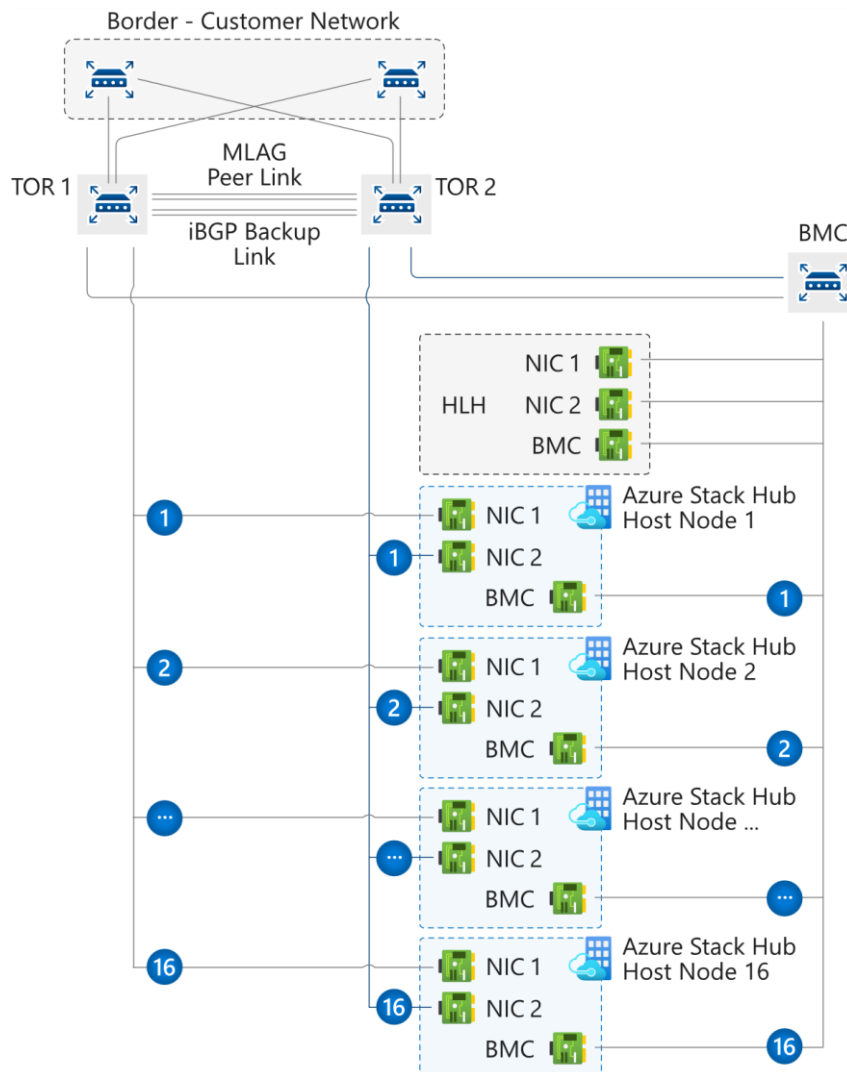 Border - Customer Network
MLAG
Peer Link
TOR 1
TOR 2
iBGP Backup
Link
BMC
NIC 1
HLH
NIC 2
BMC
1
NIC 1
Azure Stack Hub
Host Node 1
1
NIC 2
BMC
1
2
NIC 1
Azure Stack Hub
Host Node 2
2
NIC 2
BMC
2
...
NIC 1
Azure Stack Hub
Host Node ...
...
NIC 2
BMC
...
16
NIC 1
Azure Stack Hub
Host Node 16
16
NIC 2
BMC
16